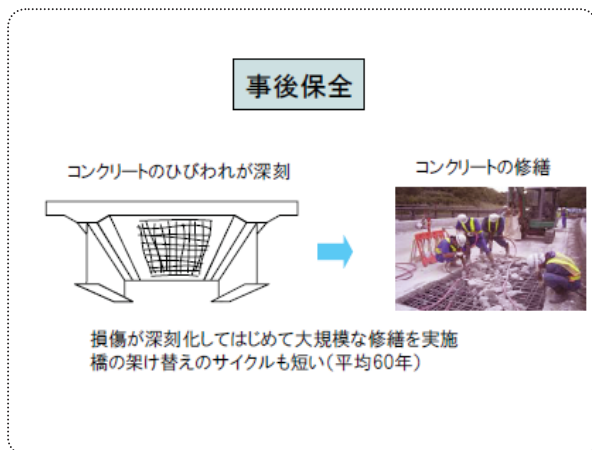 事後保全
コンクリートのひびわれが深刻
コンクリートの修繕
損傷が深刻化してはじめて大規模な修繕を実施
橋の架け替えのサイクルも短い(平均60年)